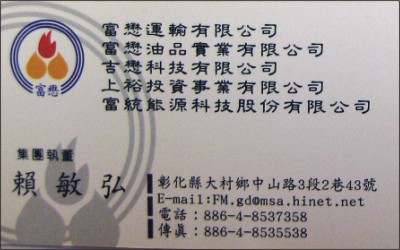 富懋運輸有限公司
富懋油品實業有限公司
吉懋科技有限公司
上裕投資事業有限公司
富統能源科技股份有限公司
富懋
集團執董
賴敏弘
彰化縣大村鄉中山路3段2巷43號
E-mail:FM.gd@msa.hinet.net
電話:886-4-8537358
傳真:886-4-8535538